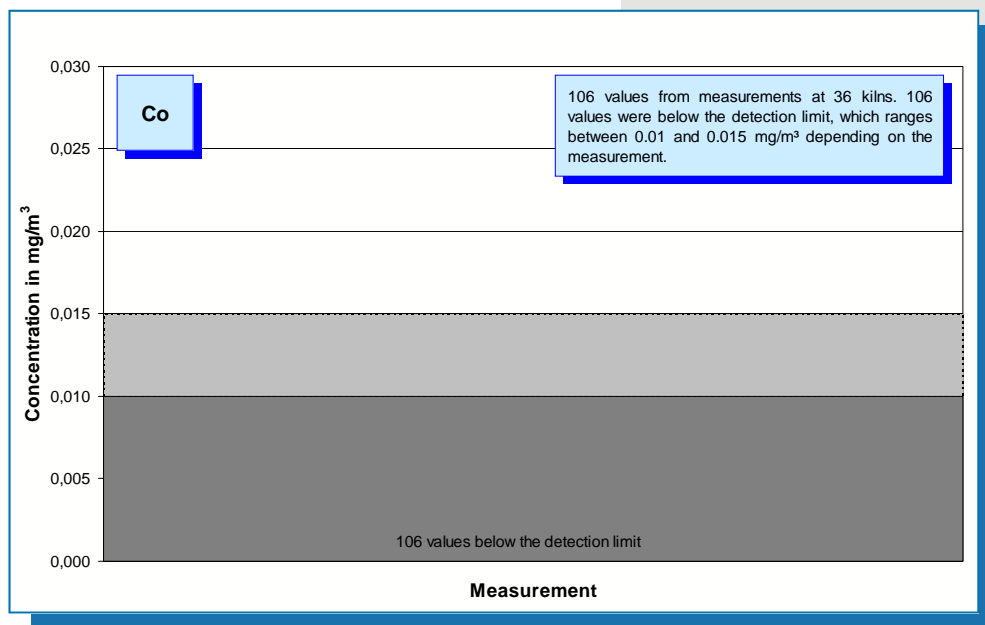 Co
106 values from measurements at 36 kilns. 106
values were below the detection limit, which ranges
between 0.01 and 0.015 mg/m³ depending on the
measurement.
Concentration in mg/m³
0,030
0,025
0,020
0,015
0,010
0,005
0,000
106 values below the detection limit
Measurement